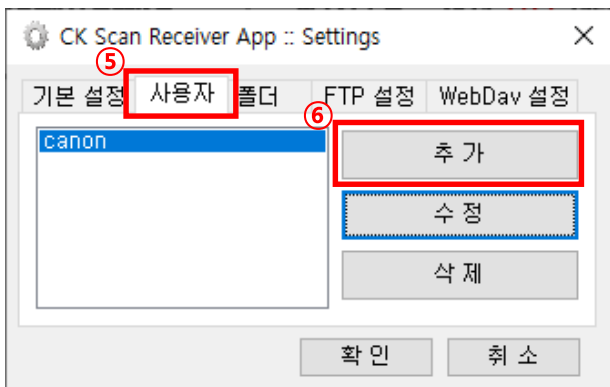 CK Scan Receiver App :: Settings
⑤
기본 설정 사용자 폴더 FTP 설정 WebDav 설정
⑥
canon
추 가
수 정
삭 제
확 인 취 소